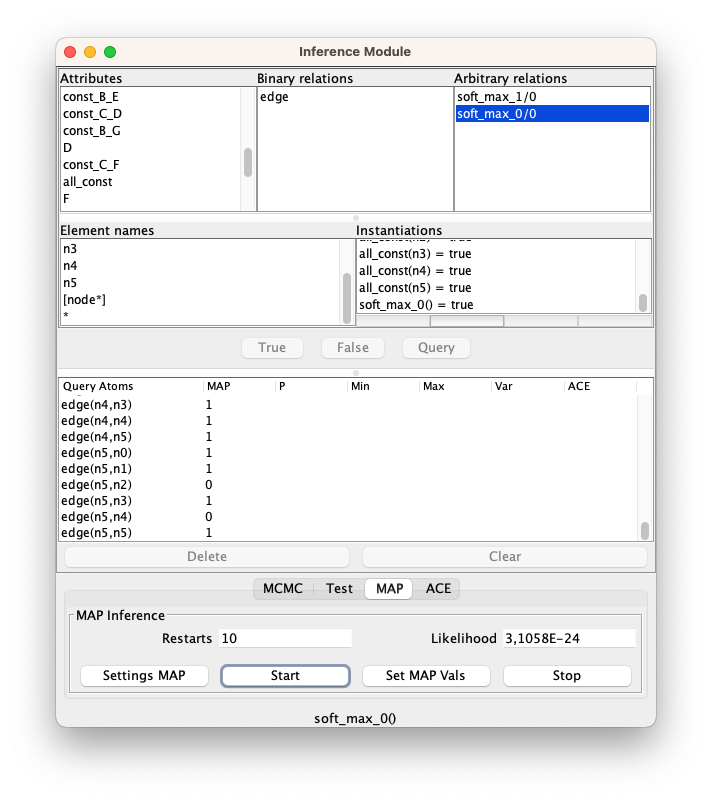 Inference Module
Attributes Binary relations Arbitrary relations
const_B_E edge soft_max_1/0
const_C_D soft_max_0/0
const_B_G
D
const_C_F
all_const
F
Element names Instantiations
n3 all_const(n2) = true
n4 all_const(n3) = true
n5 all_const(n4) = true
[node*] all_const(n5) = true
* soft_max_0() = true
True False Query
Query Atoms MAP P Min Max Var ACE
edge(n4,n3) 1
edge(n4,n4) 1
edge(n4,n5) 1
edge(n5,n0) 1
edge(n5,n1) 1
edge(n5,n2) 0
edge(n5,n3) 1
edge(n5,n4) 0
edge(n5,n5) 1
Delete Clear
MCMC Test MAP ACE
MAP Inference
Restarts 10 Likelihood 3,1058E-24
Settings MAP Start Set MAP Vals Stop
soft_max_0()